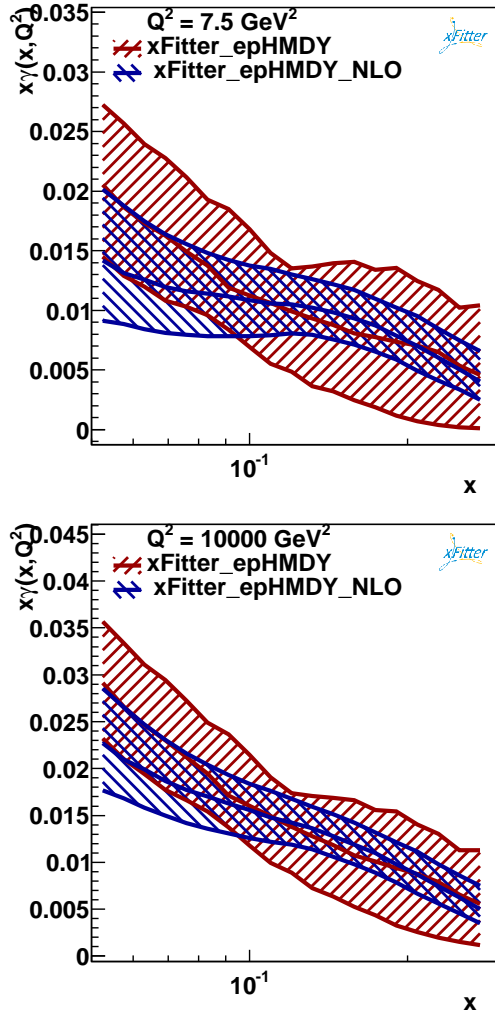 0.035
Q² = 7.5 GeV²
xFitter_epHMDY
xFitter_epHMDY_NLO
xFitter
xγ(x,Q²)
0.03
0.025
0.02
0.015
0.01
0.005
0
10⁻¹
x
0.045
Q² = 10000 GeV²
xFitter_epHMDY
xFitter_epHMDY_NLO
xFitter
xγ(x,Q²)
0.04
0.035
0.03
0.025
0.02
0.015
0.01
0.005
0
10⁻¹
x